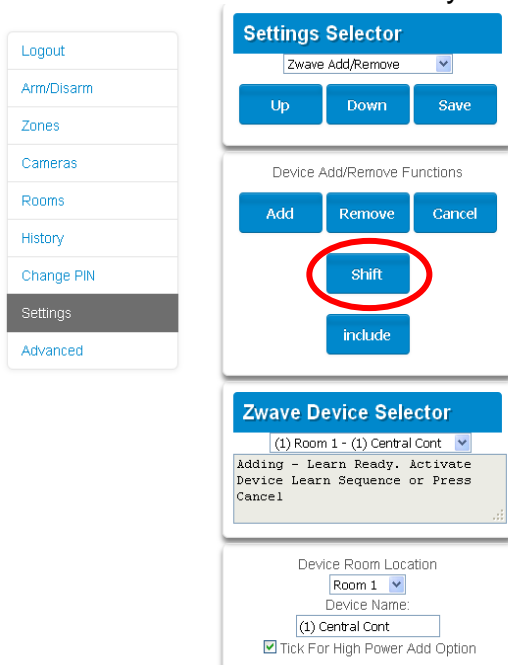 Logout
Arm/Disarm
Zones
Cameras
Rooms
History
Change PIN
Settings
Advanced
Settings Selector
Zwave Add/Remove
Up Down Save
Device Add/Remove Functions
Add Remove Cancel
Shift
include
Zwave Device Selector
(1) Room 1 - (1) Central Cont
Adding - Learn Ready. Activate
Device Learn Sequence or Press
Cancel
Device Room Location
Room 1
Device Name:
(1) Central Cont
Tick For High Power Add Option